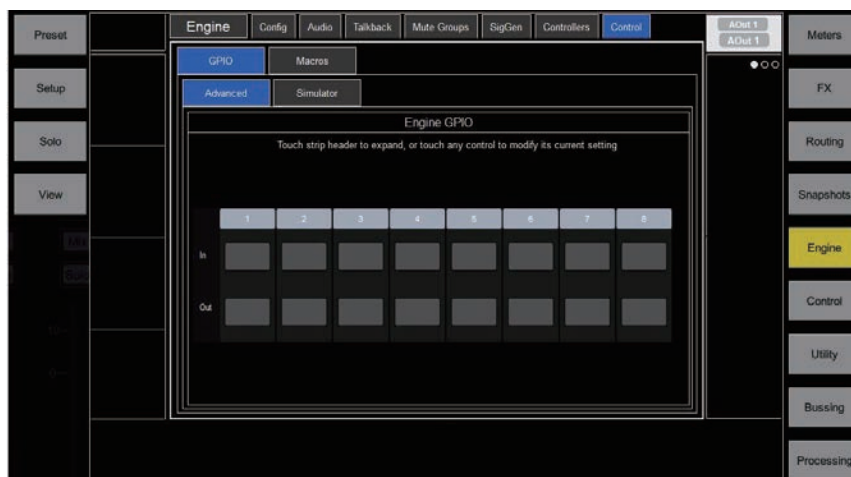 Preset
Setup
Solo
View
Engine Config Audio Talkback Mute Groups SigGen Controllers Control
GPIO Macros
Advanced Simulator
Engine GPIO
Touch strip header to expand, or touch any control to modify its current setting
1 2 3 4 5 6 7 8
In
Out
AOut 1
AOut 1
Meters
FX
Routing
Snapshots
Engine
Control
Utility
Bussing
Processing